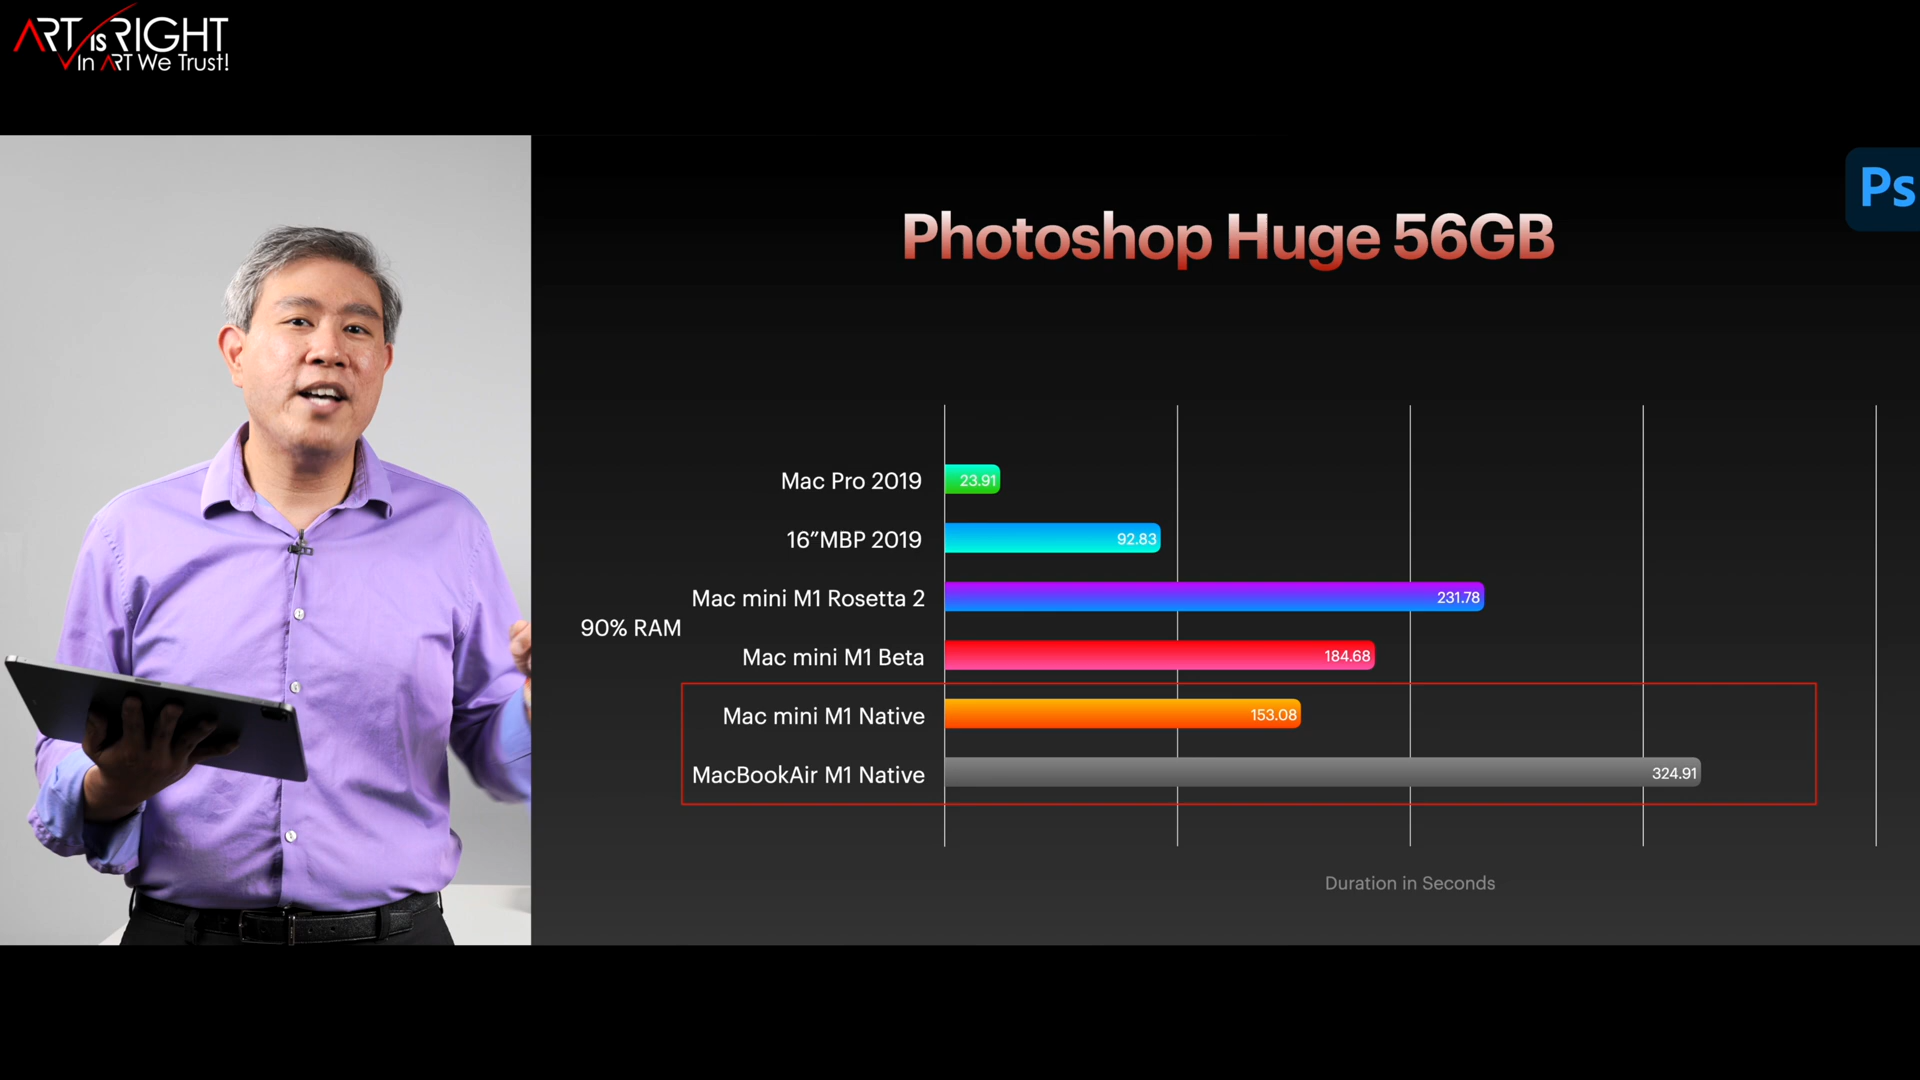 ART is RIGHT
In ART We Trust!
Ps
Photoshop Huge 56GB
Mac Pro 2019 23.91
16”MBP 2019 92.83
Mac mini M1 Rosetta 2 231.78
90% RAM
Mac mini M1 Beta 184.68
Mac mini M1 Native 153.08
MacBookAir M1 Native 324.91
Duration in Seconds